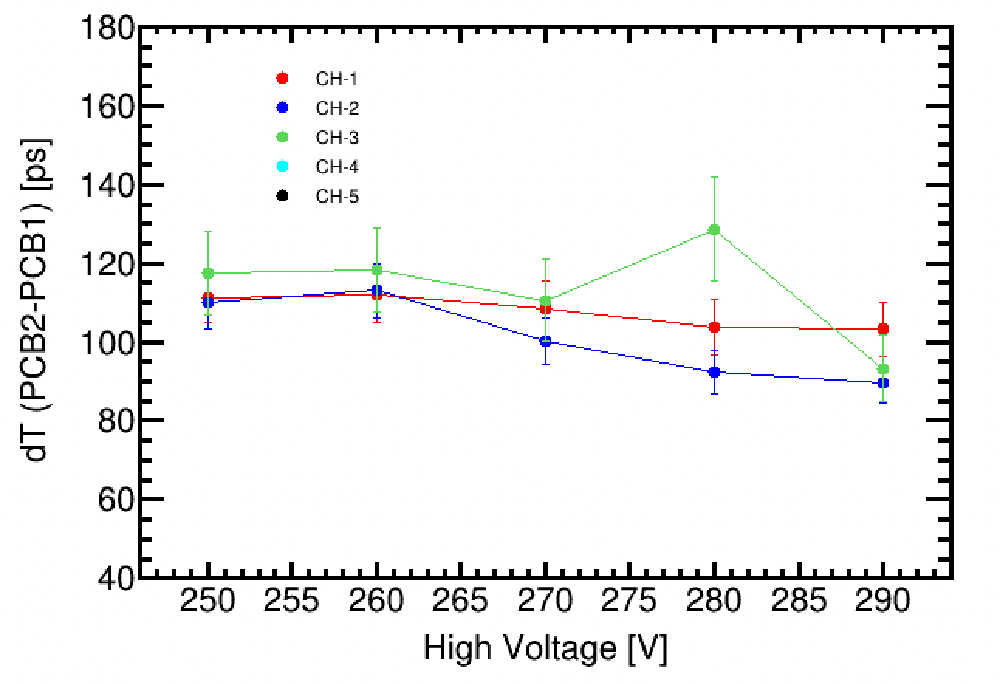 180
160
140
120
100
80
60
40
dT (PCB2-PCB1) [ps]
CH-1
CH-2
CH-3
CH-4
CH-5
250 255 260 265 270 275 280 285 290
High Voltage [V]